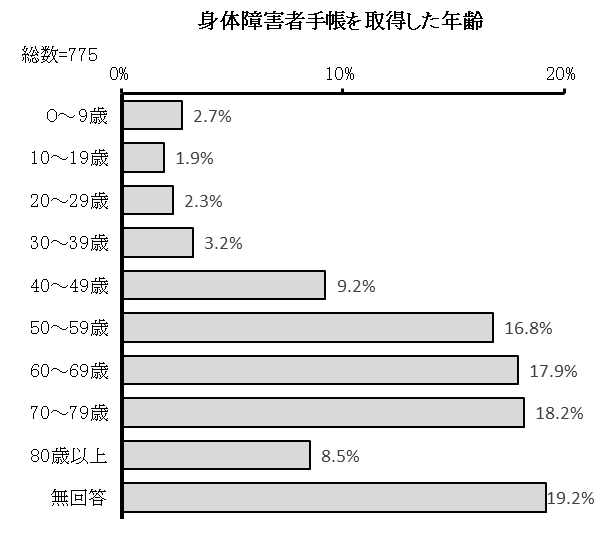 身体障害者手帳を取得した年齢
総数=775
0% 10% 20%
0～9歳 2.7%
10～19歳 1.9%
20～29歳 2.3%
30～39歳 3.2%
40～49歳 9.2%
50～59歳 16.8%
60～69歳 17.9%
70～79歳 18.2%
80歳以上 8.5%
無回答 19.2%